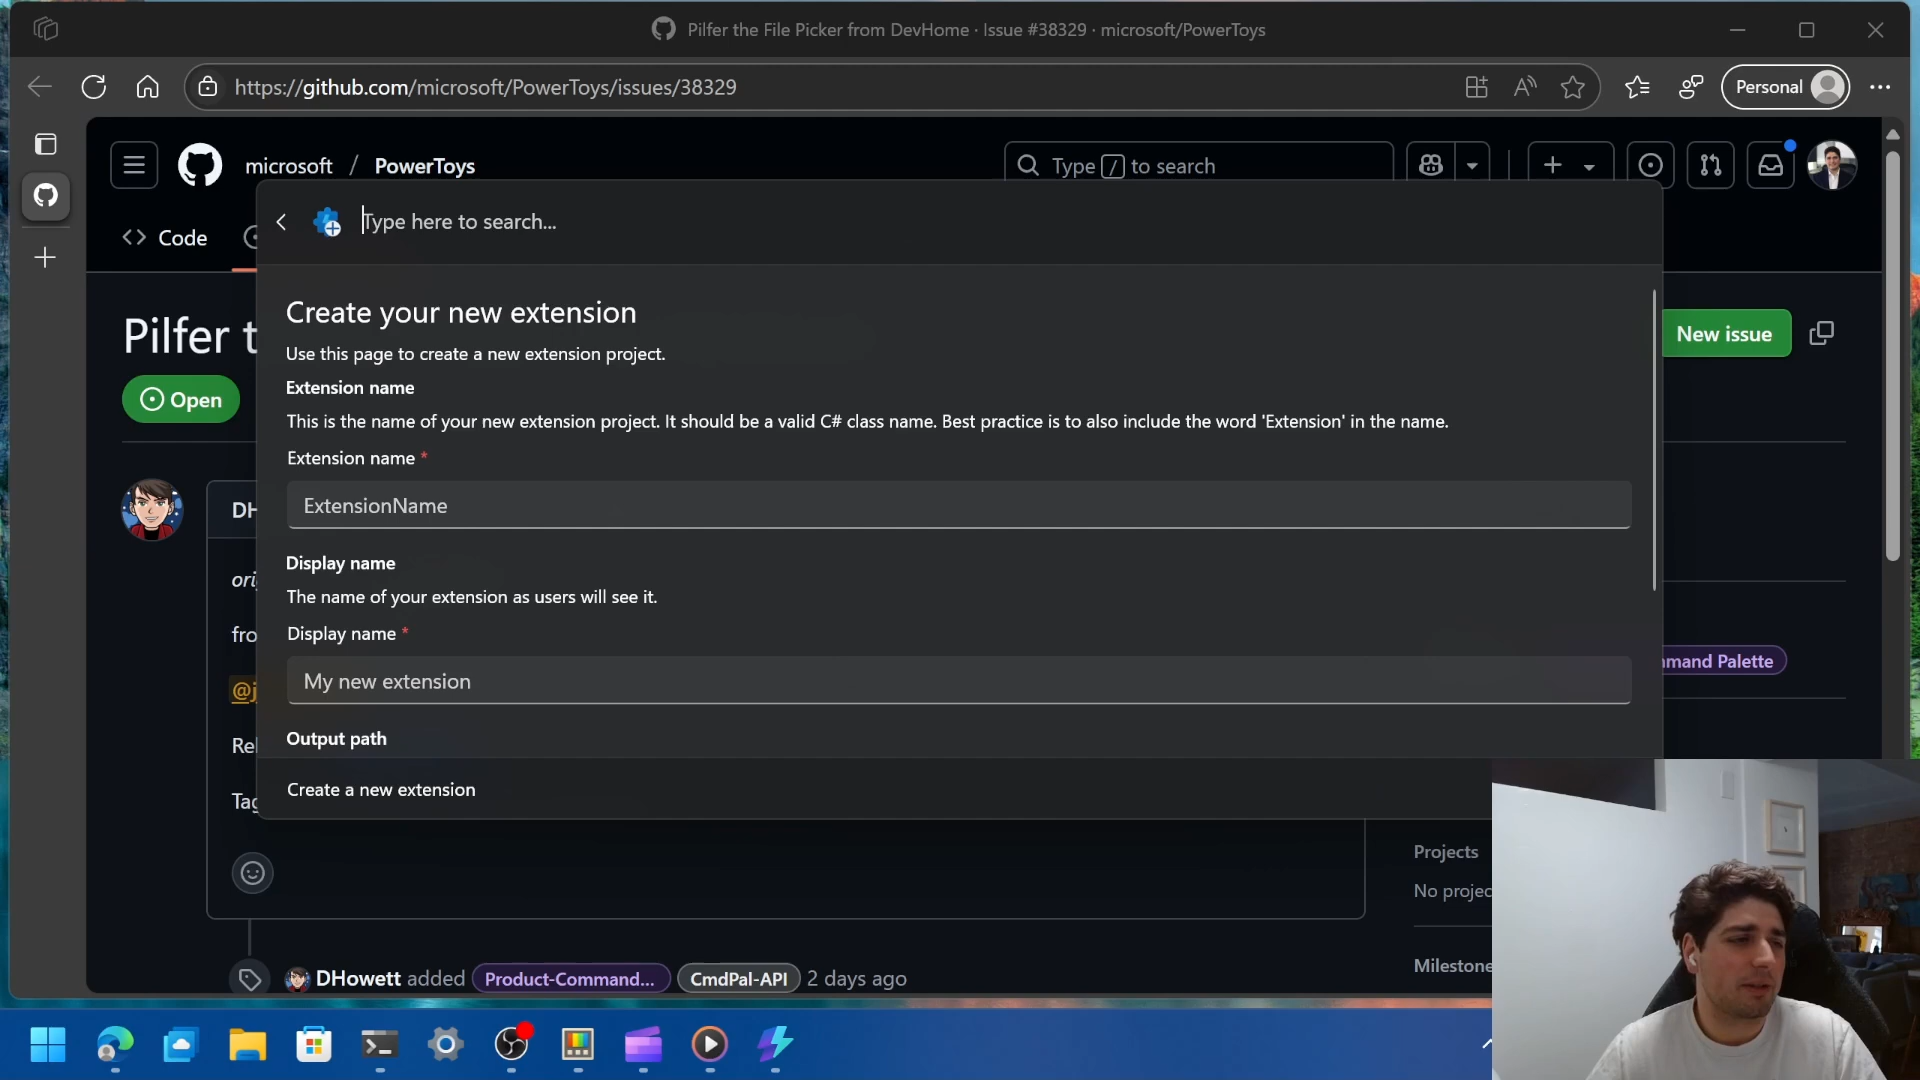 Pilfer the File Picker from DevHome · Issue #38329 · microsoft/PowerToys
https://github.com/microsoft/PowerToys/issues/38329
Personal
microsoft / PowerToys
Type / to search
Type here to search...
Code
Create your new extension
Use this page to create a new extension project.
Pilfer t
New issue
Open
Extension name
This is the name of your new extension project. It should be a valid C# class name. Best practice is to also include the word 'Extension' in the name.
Extension name *
ExtensionName
DH
Display name
ori
The name of your extension as users will see it.
fro
Display name *
mmand Palette
@j
My new extension
Output path
Rel
Create a new extension
Tag
Projects
No projec
Milestone
DHowett added Product-Command... CmdPal-API 2 days ago